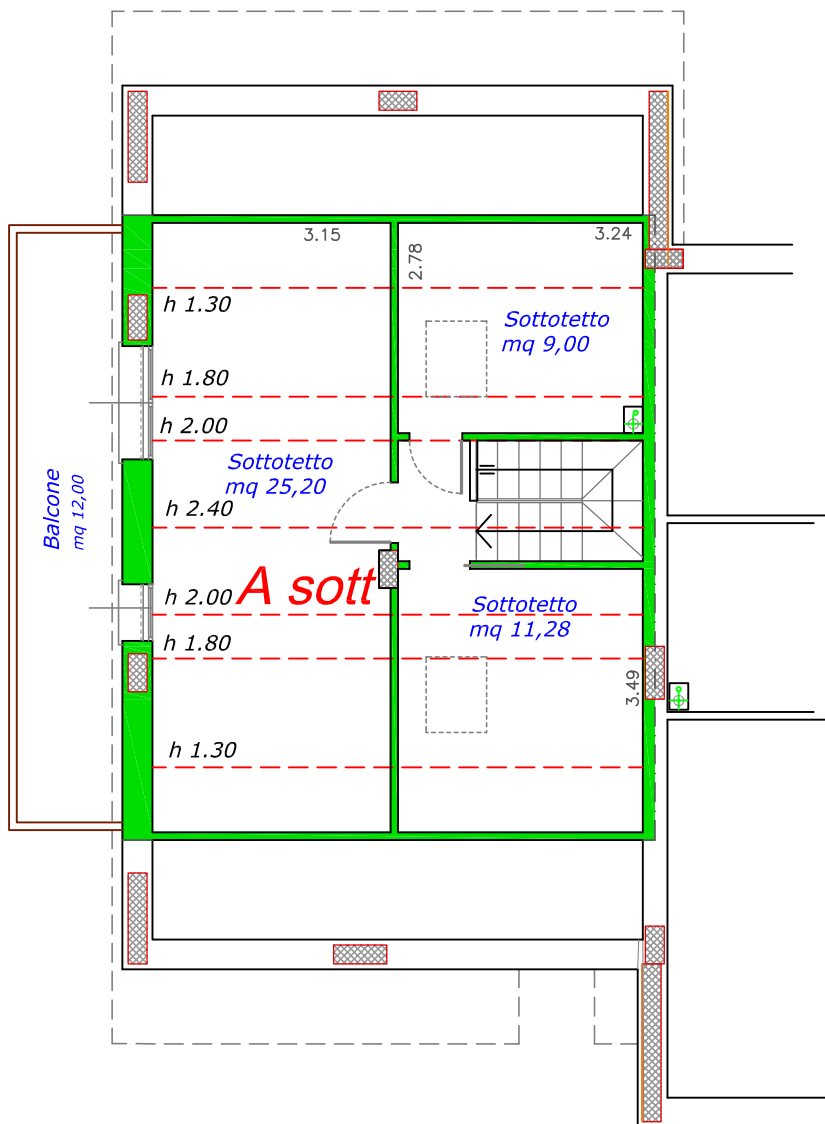 3.15
3.24
2.78
h 1.30
Sottotetto
mq 9,00
h 1.80
h 2.00
Sottotetto
mq 25,20
Balcone
mq 12,00
h 2.40
A sott
h 2.00
Sottotetto
mq 11,28
h 1.80
3.49
h 1.30